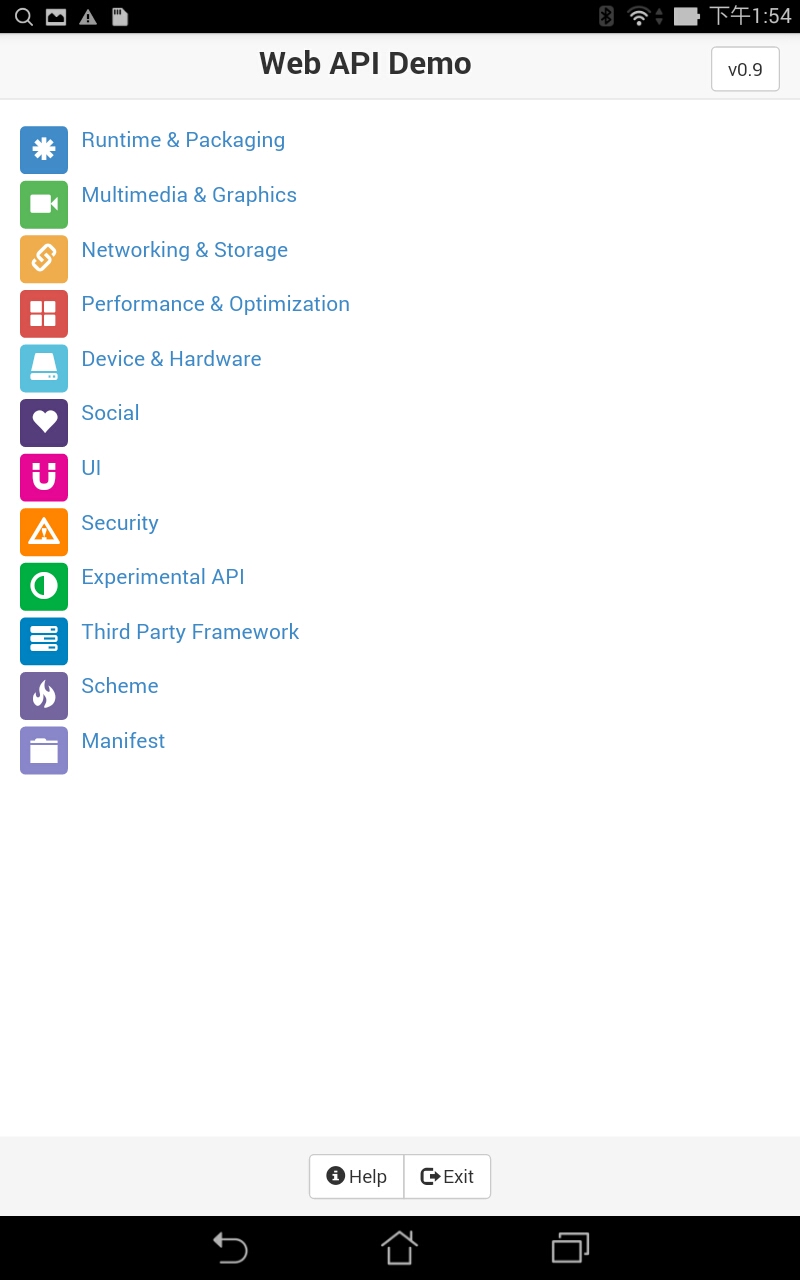 下午1:54
Web API Demo
v0.9
Runtime & Packaging
Multimedia & Graphics
Networking & Storage
Performance & Optimization
Device & Hardware
Social
UI
Security
Experimental API
Third Party Framework
Scheme
Manifest
Help
Exit